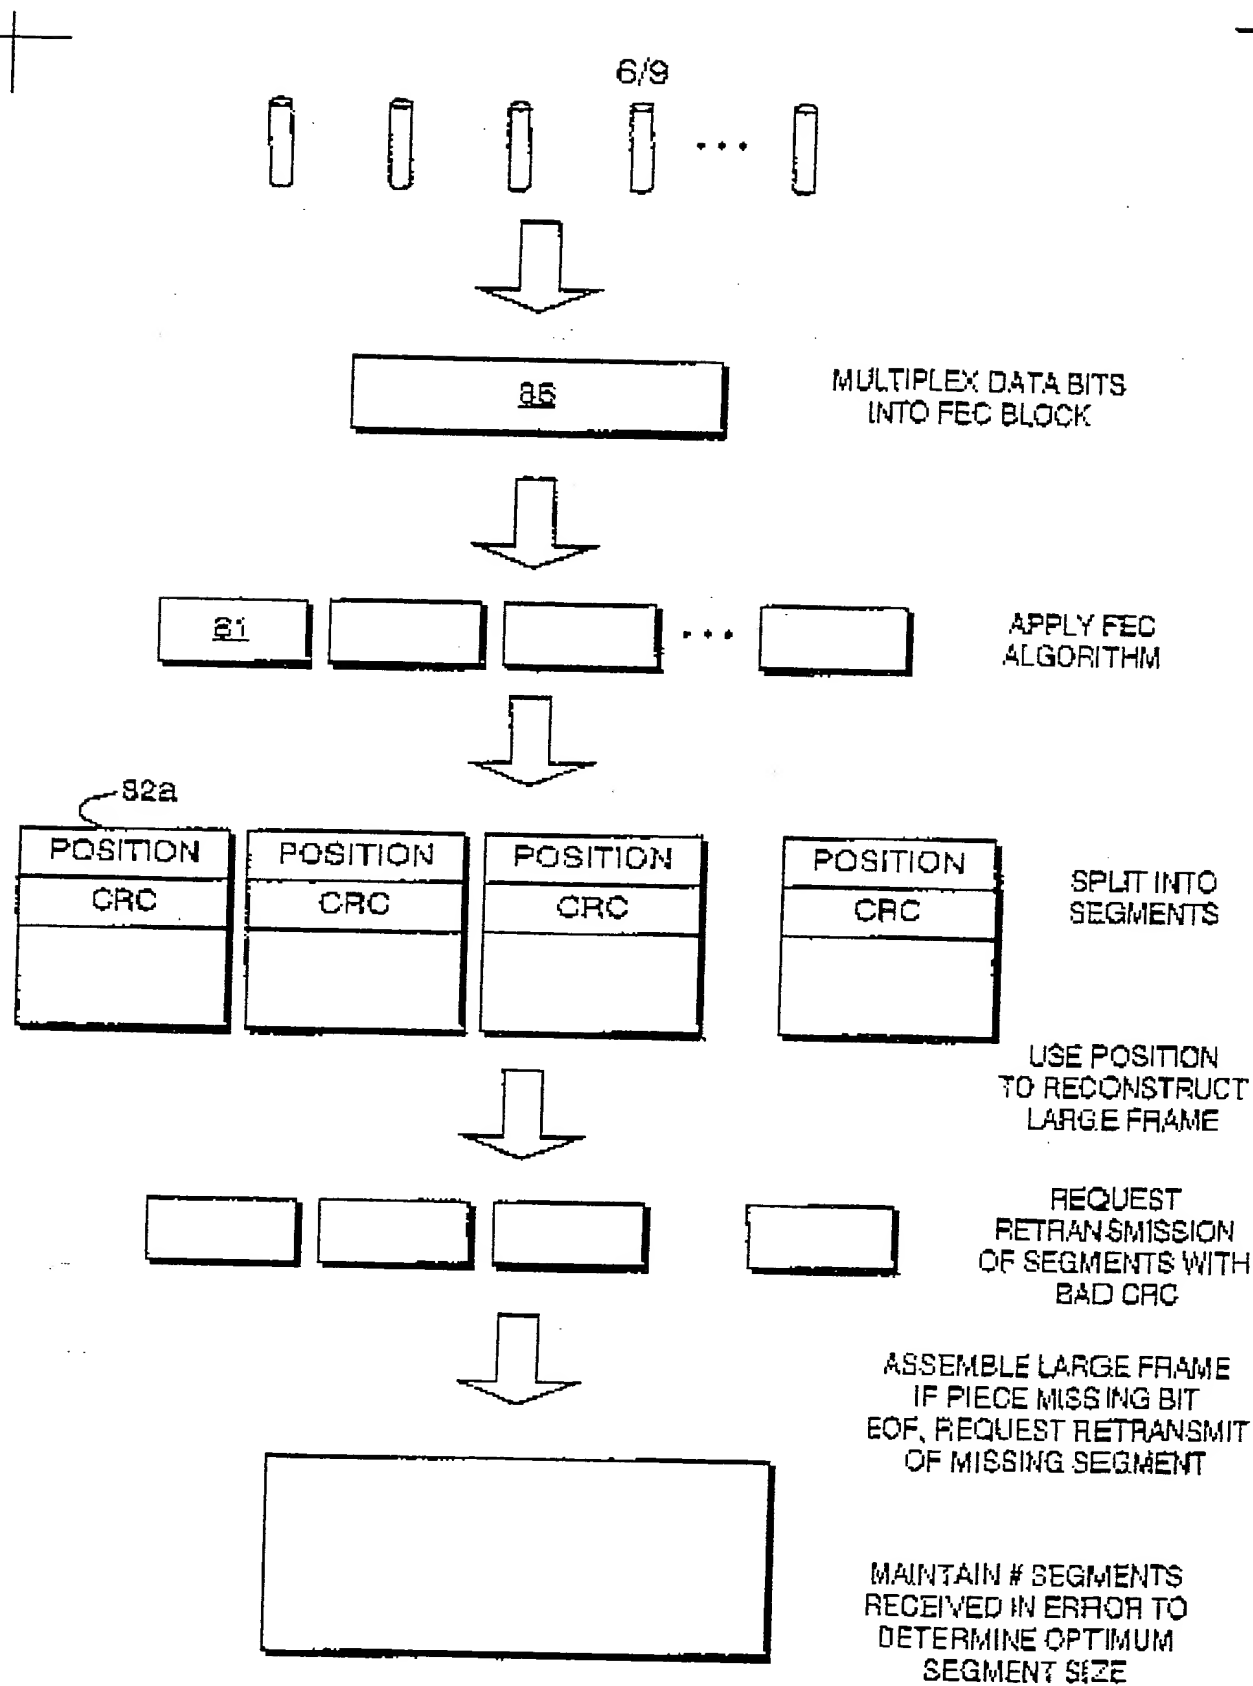 6/9
86
MULTIPLEX DATA BITS
INTO FEC BLOCK
81
APPLY FEC
ALGORITHM
82a
POSITION
CRC
POSITION
CRC
POSITION
CRC
POSITION
CRC
SPLIT INTO
SEGMENTS
USE POSITION
TO RECONSTRUCT
LARGE FRAME
REQUEST
RETRANSMISSION
OF SEGMENTS WITH
BAD CRC
ASSEMBLE LARGE FRAME
IF PIECE MISSING BIT
EOF, REQUEST RETRANSMIT
OF MISSING SEGMENT
MAINTAIN # SEGMENTS
RECEIVED IN ERROR TO
DETERMINE OPTIMUM
SEGMENT SIZE